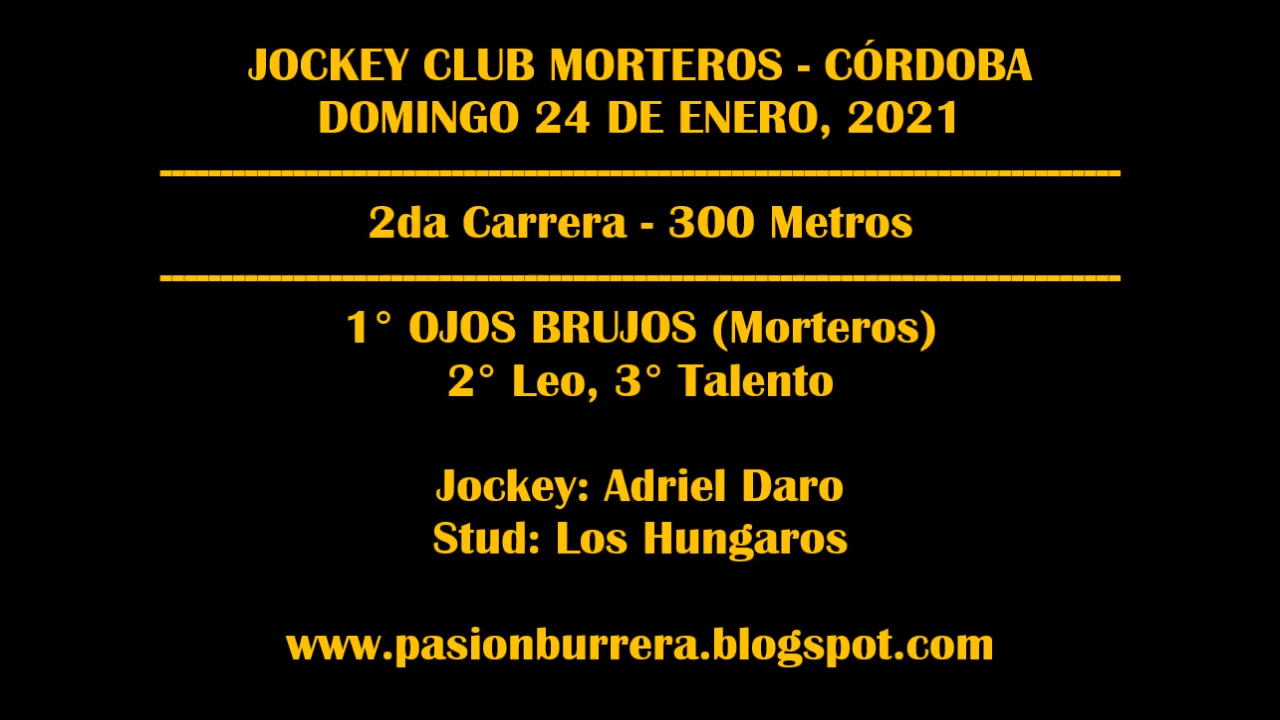 JOCKEY CLUB MORTEROS - CÓRDOBA
DOMINGO 24 DE ENERO, 2021
--------------------------------------------------------------------------------
2da Carrera - 300 Metros
--------------------------------------------------------------------------------
1° OJOS BRUJOS (Morteros)
2° Leo, 3° Talento
Jockey: Adriel Daro
Stud: Los Hungaros
www.pasionburrera.blogspot.com